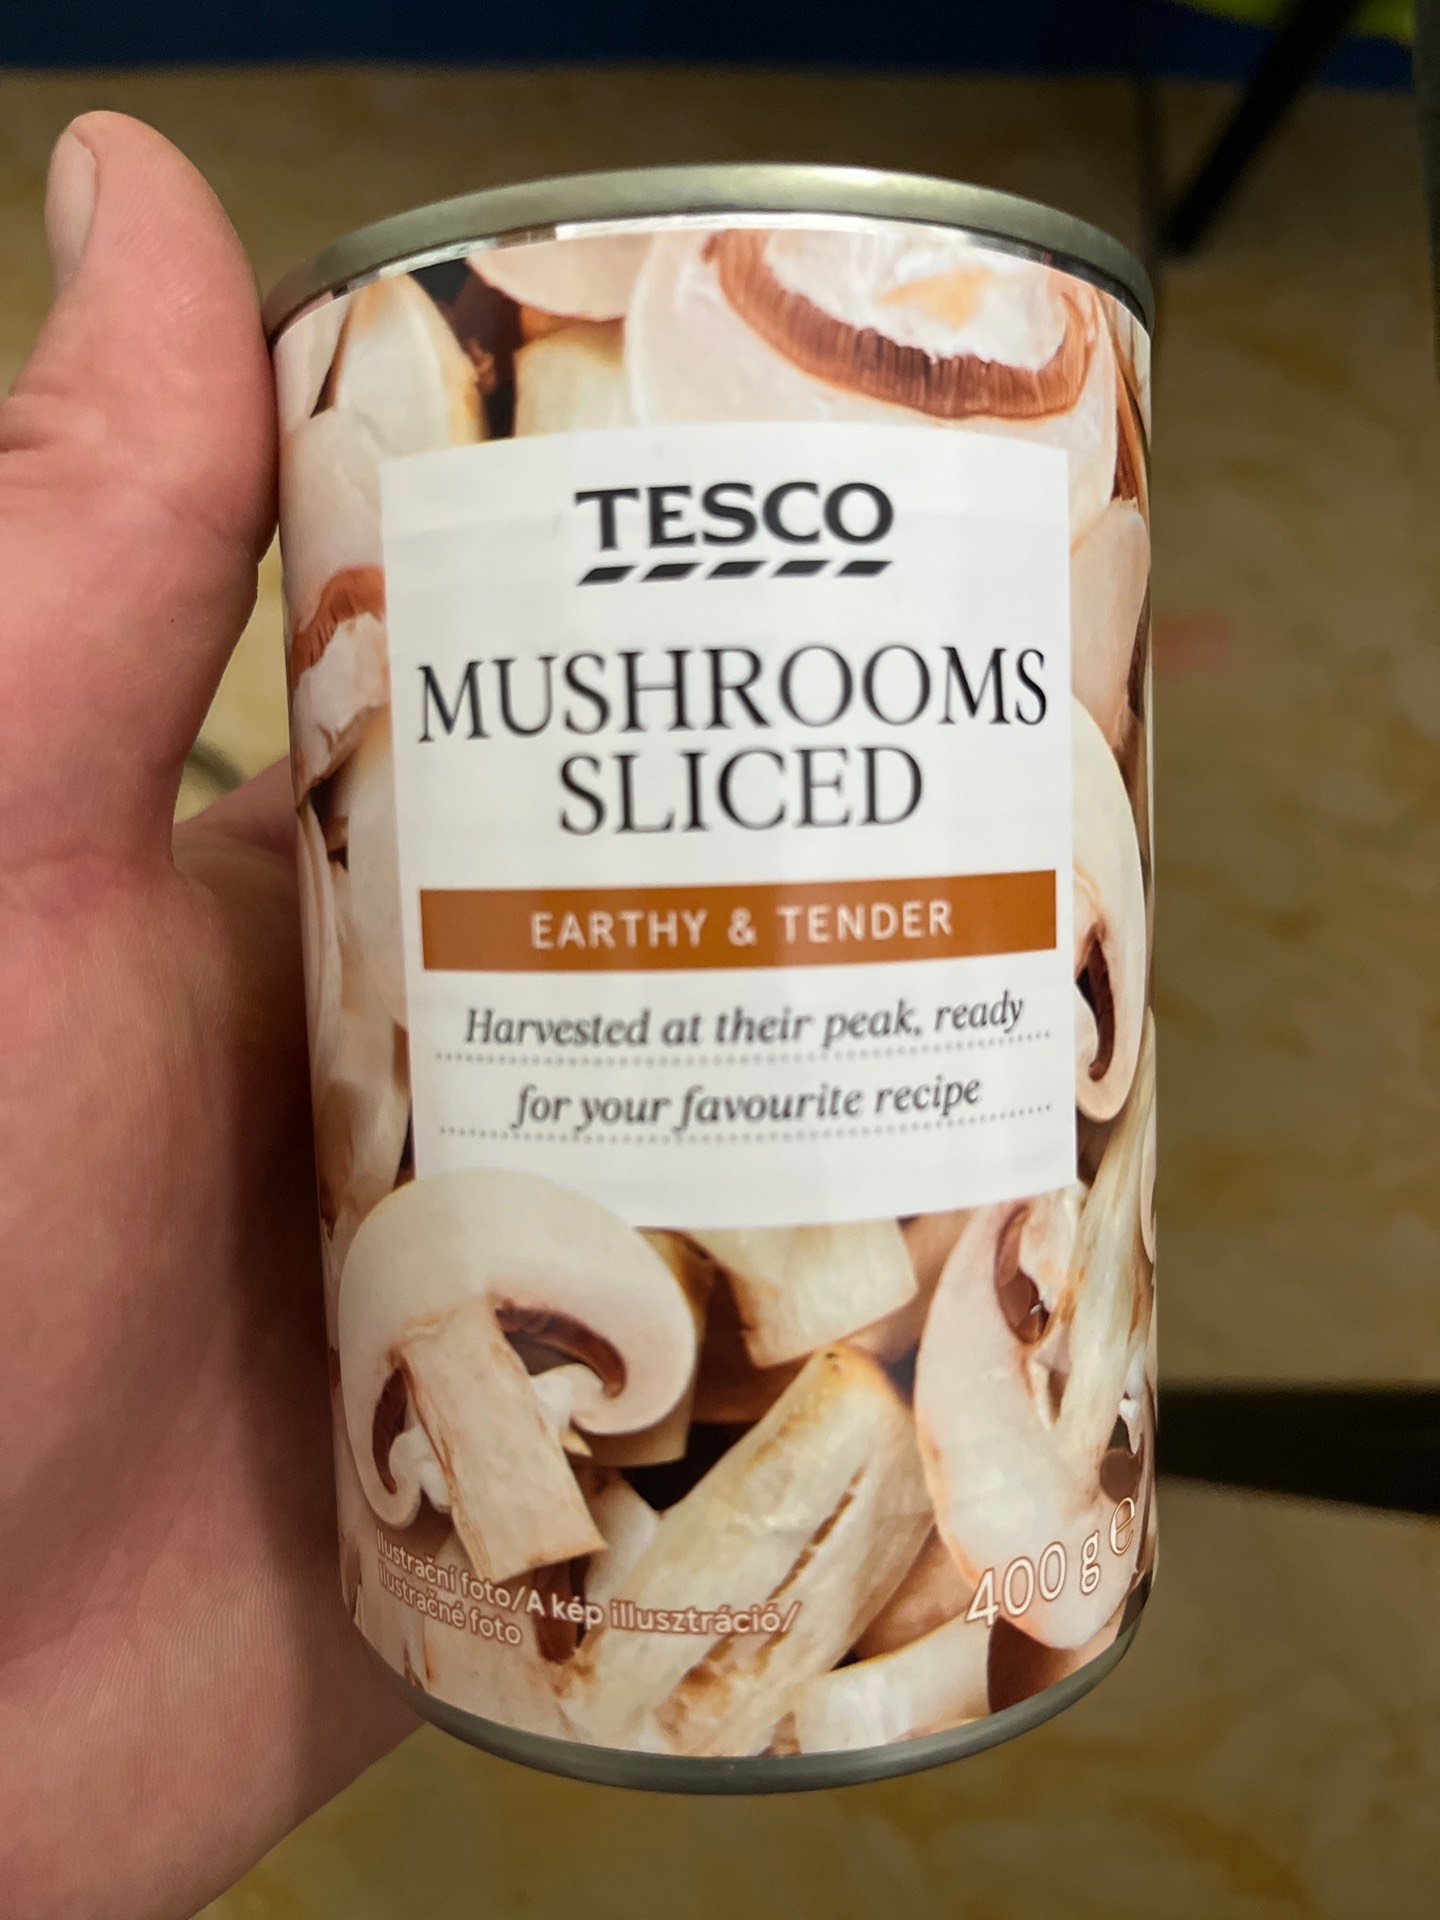 TESCO
MUSHROOMS
SLICED
EARTHY & TENDER
Harvested at their peak, ready
for your favourite recipe
400 g e
Ilustrační foto/A kép illusztráció/
Ilustračné foto